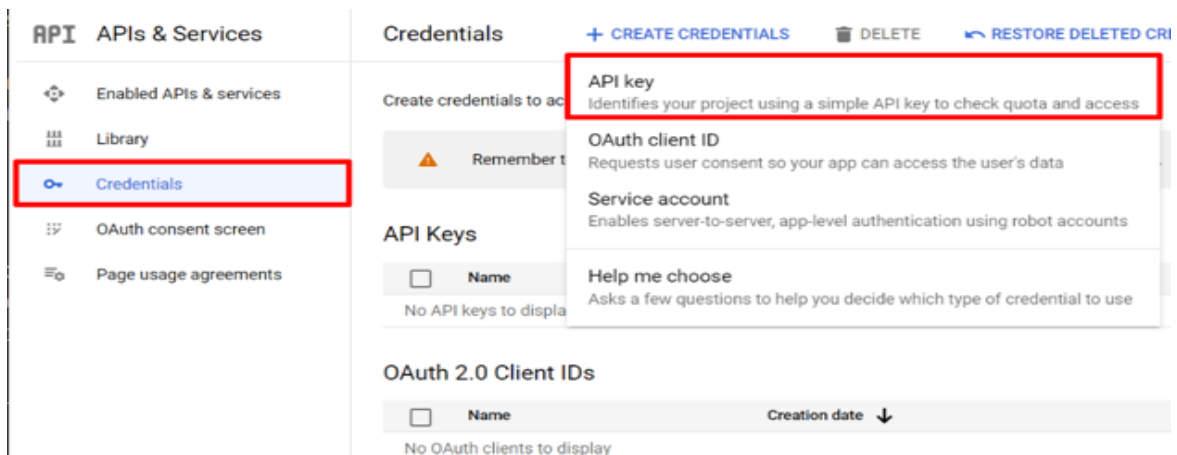 API APIs & Services
Enabled APIs & services
Library
Credentials
OAuth consent screen
Page usage agreements
Credentials + CREATE CREDENTIALS DELETE RESTORE DELETED CRE
Create credentials to ac
Remember t
API key
Identifies your project using a simple API key to check quota and access
OAuth client ID
Requests user consent so your app can access the user's data
Service account
Enables server-to-server, app-level authentication using robot accounts
Help me choose
Asks a few questions to help you decide which type of credential to use
API Keys
Name
No API keys to displa
OAuth 2.0 Client IDs
Name Creation date
No OAuth clients to display